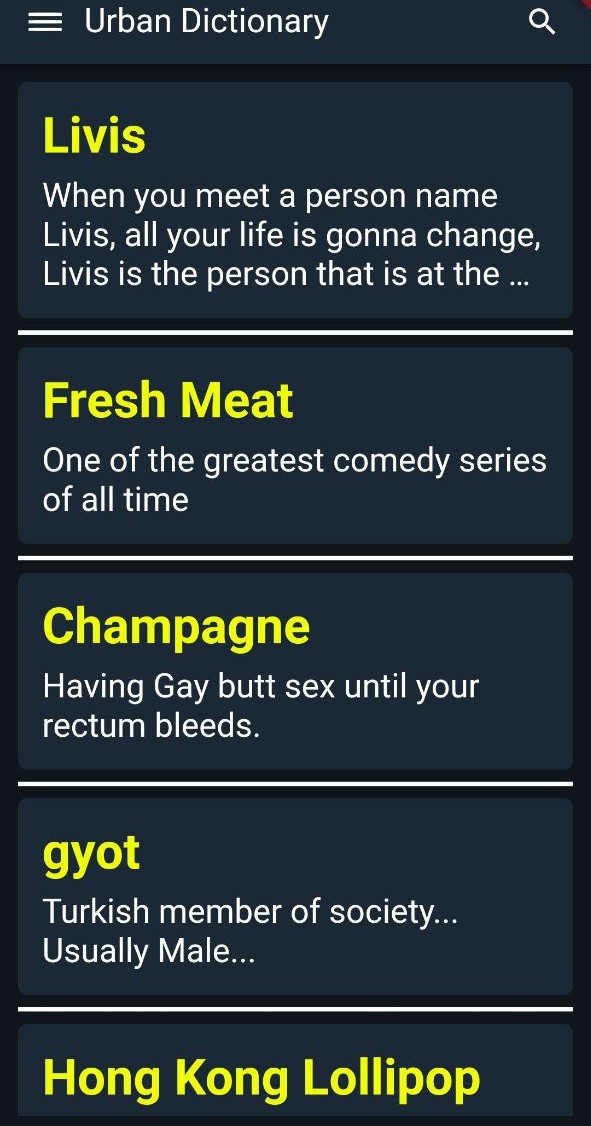 Urban Dictionary
Livis
When you meet a person name
Livis, all your life is gonna change,
Livis is the person that is at the ...
Fresh Meat
One of the greatest comedy series
of all time
Champagne
Having Gay butt sex until your
rectum bleeds.
gyot
Turkish member of society...
Usually Male...
Hong Kong Lollipop